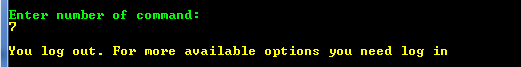 Enter number of command:
7
You log out. For more available options you need log in